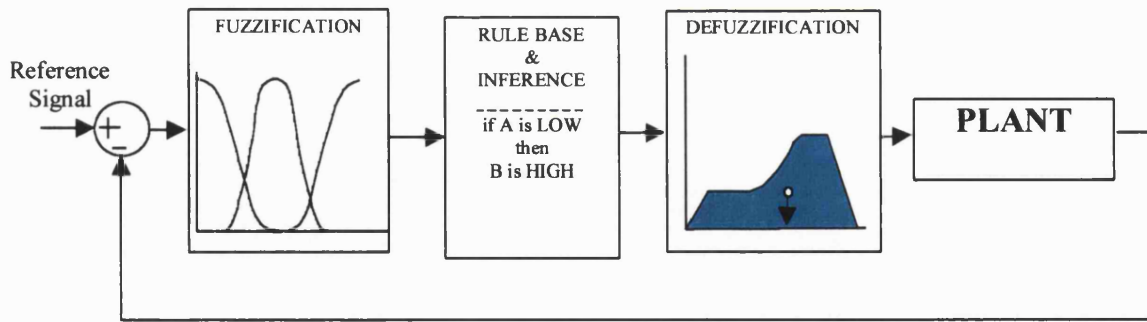 Reference
Signal
+
-
FUZZIFICATION
RULE BASE
&
INFERENCE
if A is LOW
then
B is HIGH
DEFUZZIFICATION
PLANT